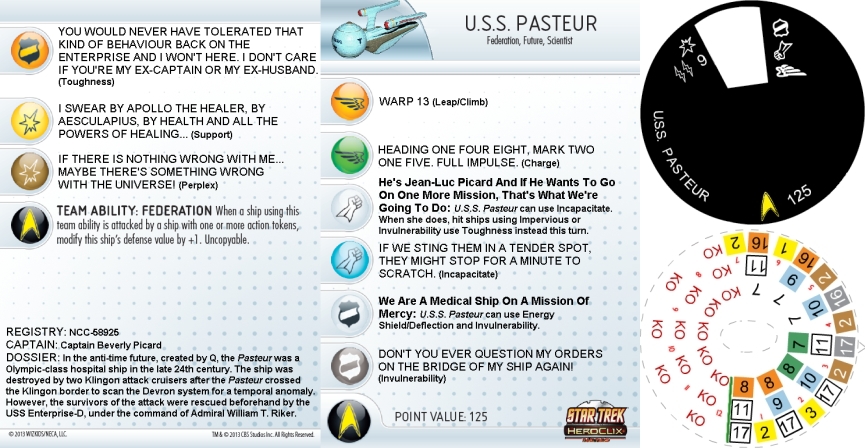 YOU WOULD NEVER HAVE TOLERATED THAT
KIND OF BEHAVIOUR BACK ON THE
ENTERPRISE AND I WON'T HERE. I DON'T CARE
IF YOU'RE MY EX-CAPTAIN OR MY EX-HUSBAND.
(Toughness)
I SWEAR BY APOLLO THE HEALER, BY
AESCULAPIUS, BY HEALTH AND ALL THE
POWERS OF HEALING... (Support)
IF THERE IS NOTHING WRONG WITH ME...
MAYBE THERE'S SOMETHING WRONG
WITH THE UNIVERSE! (Perplex)
TEAM ABILITY: FEDERATION When a ship using this
team ability is attacked by a ship with one or more action tokens,
modify this ship's defense value by +1. Uncopyable.
REGISTRY: NCC-58925
CAPTAIN: Captain Beverly Picard
DOSSIER: In the anti-time future, created by Q, the Pasteur was a
Olympic-class hospital ship in the late 24th century. The ship was
destroyed by two Klingon attack cruisers after the Pasteur crossed
the Klingon border to scan the Devron system for a temporal anomaly.
However, the survivors of the attack were rescued beforehand by the
USS Enterprise-D, under the command of Admiral William T. Riker.
© 2013 WIZKIDS/NECA, LLC.
TM & © 2013 CBS Studios Inc. All Rights Reserved.
U.S.S. PASTEUR
Federation, Future, Scientist
WARP 13 (Leap/Climb)
HEADING ONE FOUR EIGHT, MARK TWO
ONE FIVE. FULL IMPULSE. (Charge)
He's Jean-Luc Picard And If He Wants To Go
On One More Mission, That's What We're
Going To Do: U.S.S. Pasteur can use Incapacitate.
When she does, hit ships using Impervious or
Invulnerability use Toughness instead this turn.
IF WE STING THEM IN A TENDER SPOT,
THEY MIGHT STOP FOR A MINUTE TO
SCRATCH. (Incapacitate)
We Are A Medical Ship On A Mission Of
Mercy: U.S.S. Pasteur can use Energy
Shield/Deflection and Invulnerability.
DON'T YOU EVER QUESTION MY ORDERS
ON THE BRIDGE OF MY SHIP AGAIN!
(Invulnerability)
POINT VALUE: 125
STAR TREK
HEROCLIX
6
U.S.S. PASTEUR
125
KO KO KO 2 16 1 16 2
11 9 10 17
7 7 7 11 17 2
KO KO KO
KO KO KO
KO KO KO
8 8 9 10 17
11 17 2 17 3